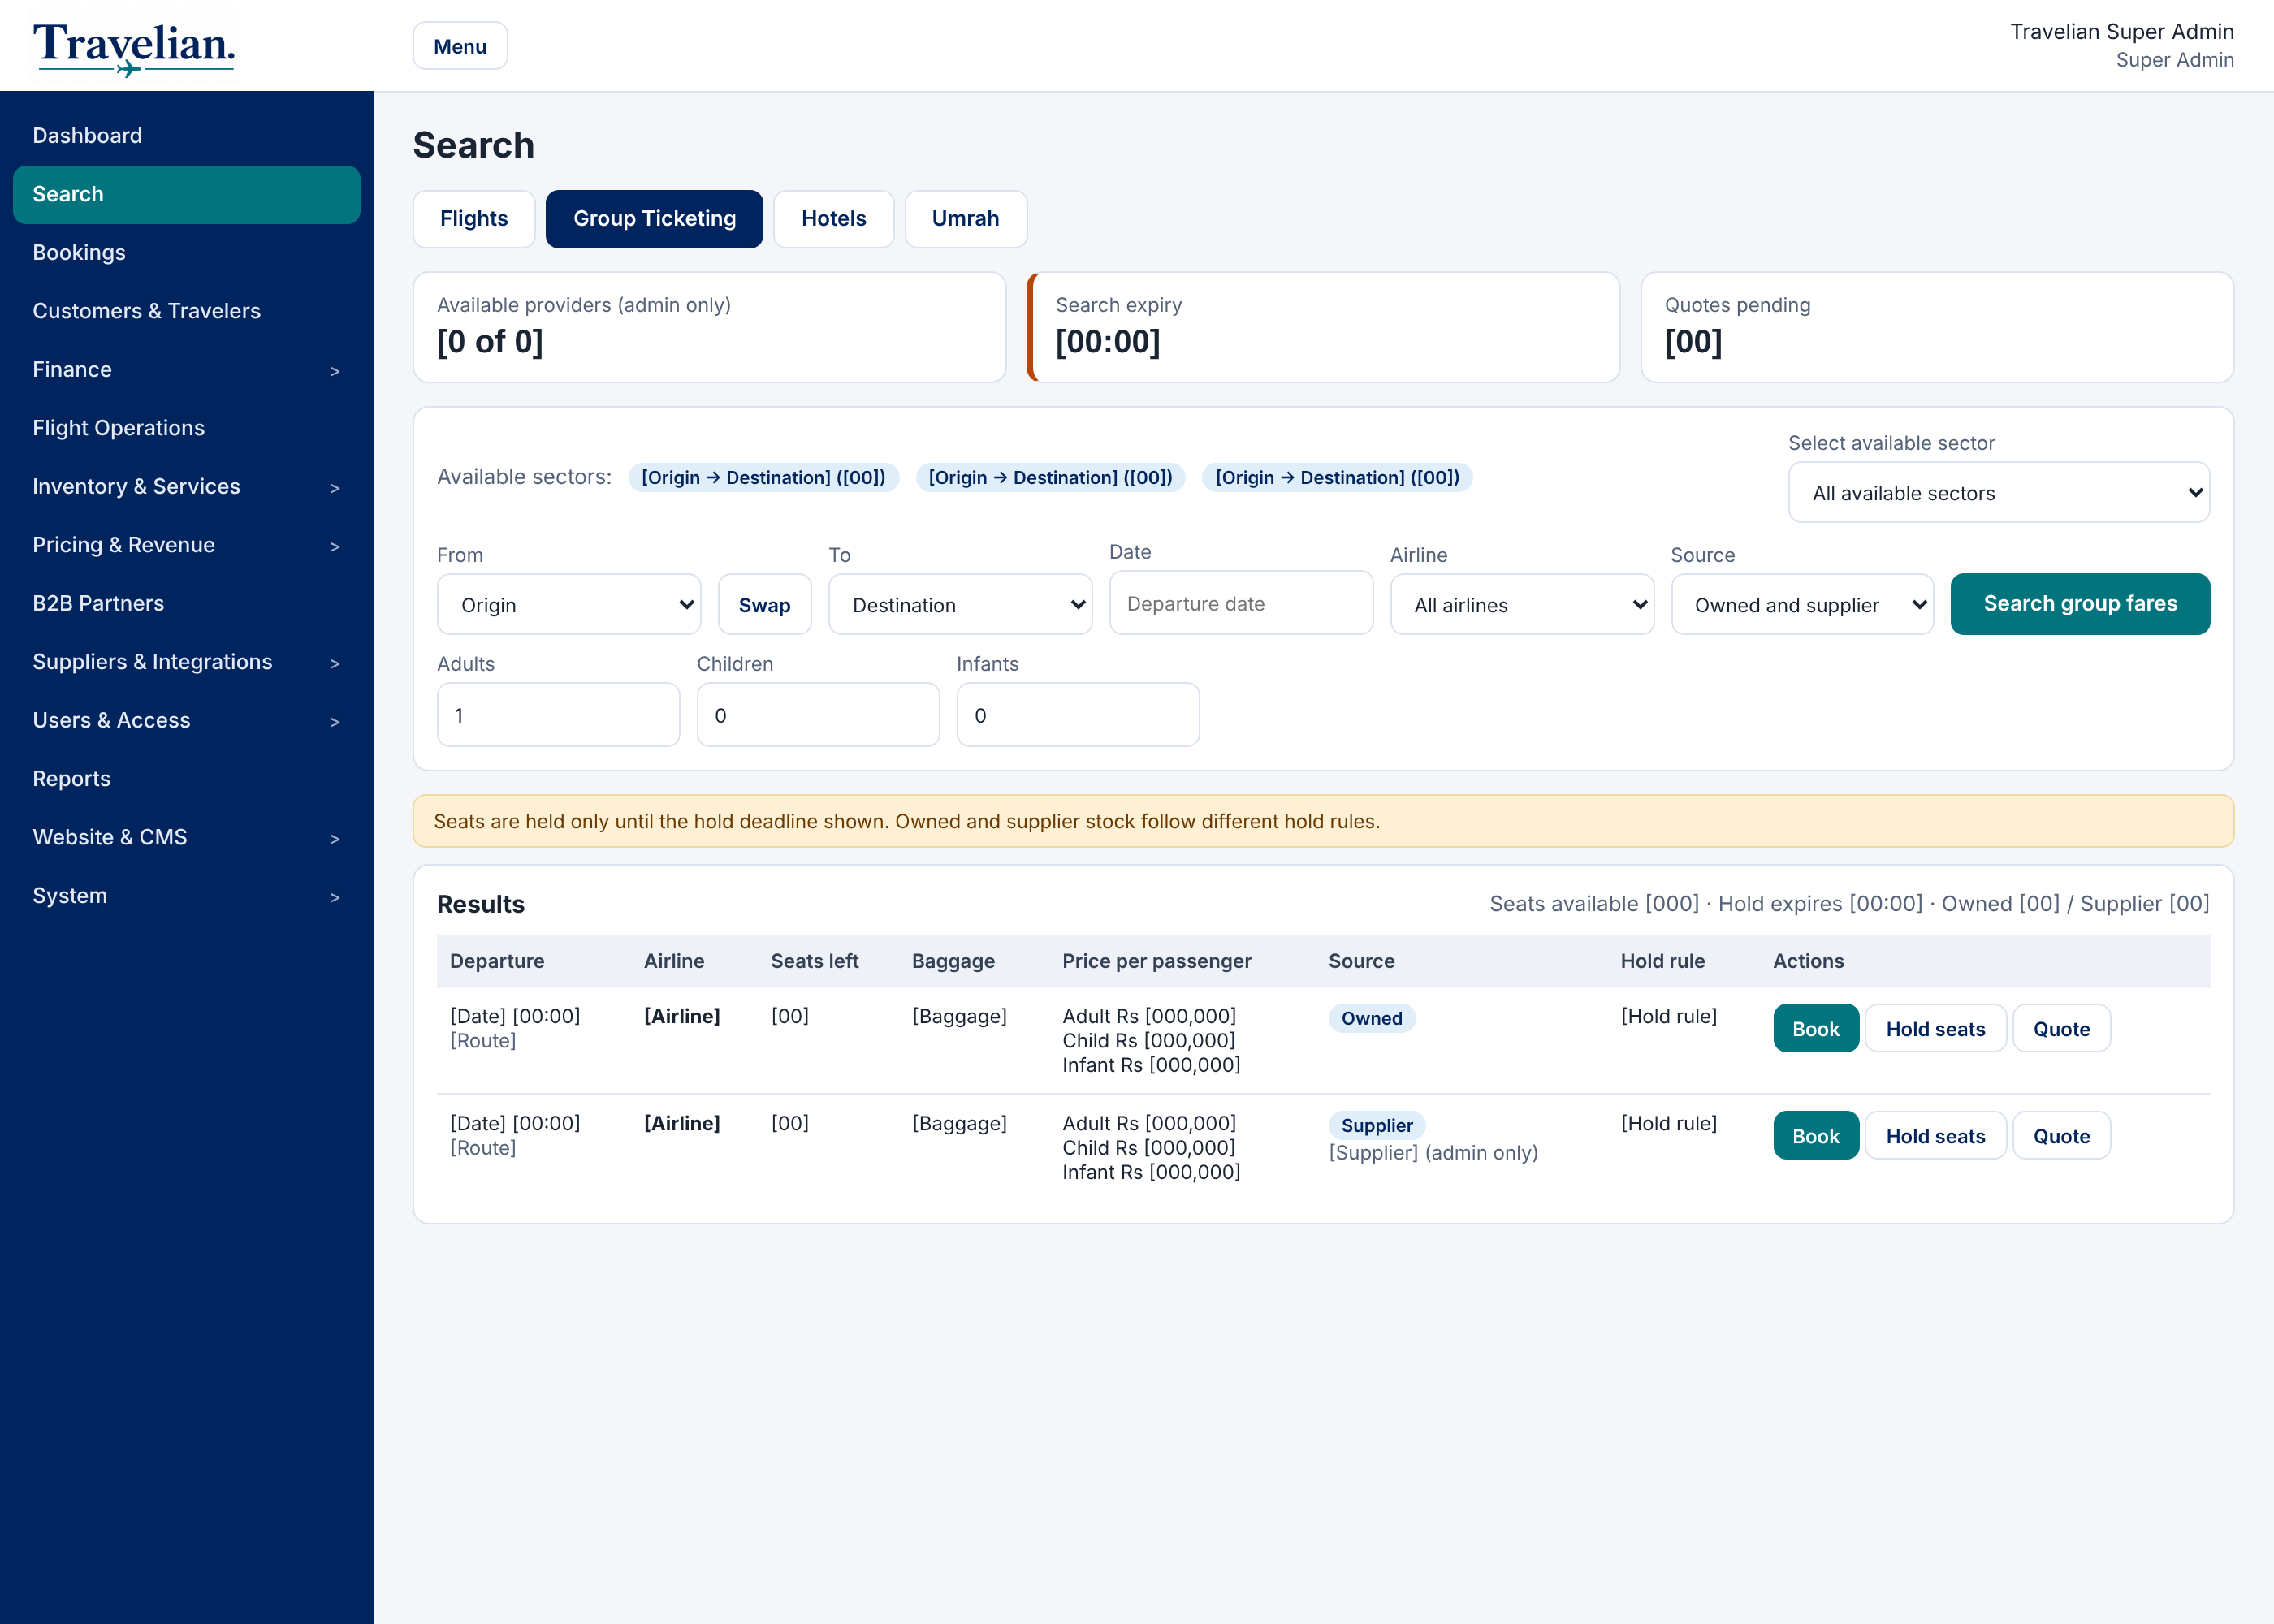 Travelian.
Menu
Travelian Super Admin
Super Admin
Dashboard
Search
Bookings
Customers & Travelers
Finance >
Flight Operations
Inventory & Services >
Pricing & Revenue >
B2B Partners
Suppliers & Integrations >
Users & Access >
Reports
Website & CMS >
System >
Search
Flights Group Ticketing Hotels Umrah
Available providers (admin only)
[0 of 0]
Search expiry
[00:00]
Quotes pending
[00]
Available sectors: [Origin → Destination] ([00]) [Origin → Destination] ([00]) [Origin → Destination] ([00])
Select available sector
All available sectors
From
Origin
Swap
To
Destination
Date
Departure date
Airline
All airlines
Source
Owned and supplier
Search group fares
Adults
1
Children
0
Infants
0
Seats are held only until the hold deadline shown. Owned and supplier stock follow different hold rules.
Results
Seats available [000] · Hold expires [00:00] · Owned [00] / Supplier [00]
Departure Airline Seats left Baggage Price per passenger Source Hold rule Actions
[Date] [00:00] [Airline] [00] [Baggage] Adult Rs [000,000] Owned [Hold rule] Book Hold seats Quote
[Route] Child Rs [000,000]
Infant Rs [000,000]
[Date] [00:00] [Airline] [00] [Baggage] Adult Rs [000,000] Supplier [Hold rule] Book Hold seats Quote
[Route] Child Rs [000,000] [Supplier] (admin only)
Infant Rs [000,000]